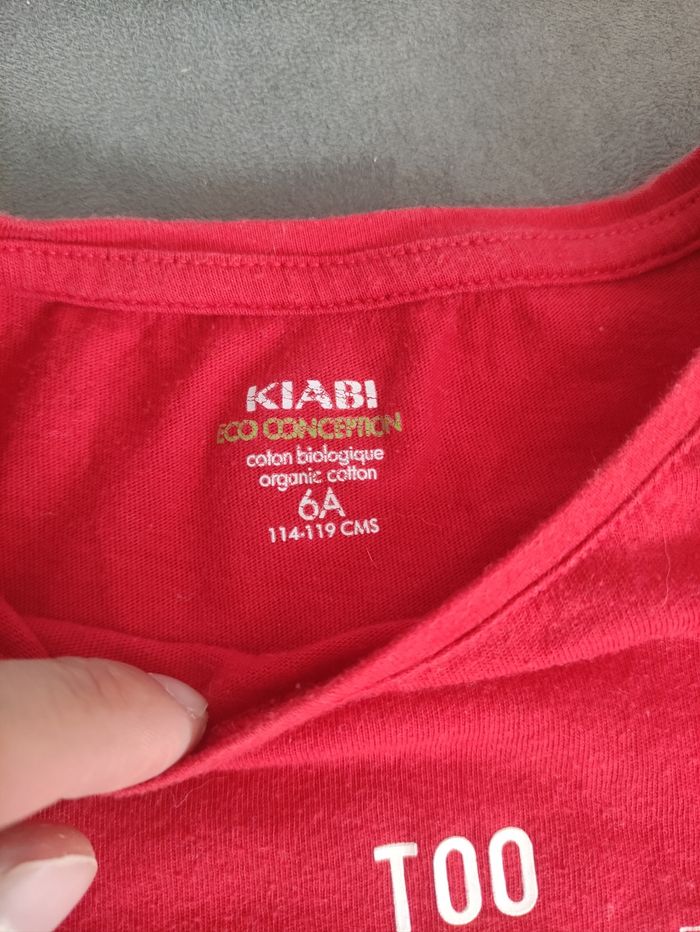 KIABI
ECO CONCEPTION
coton biologique
organic cotton
6A
114-119 CMS
TOO